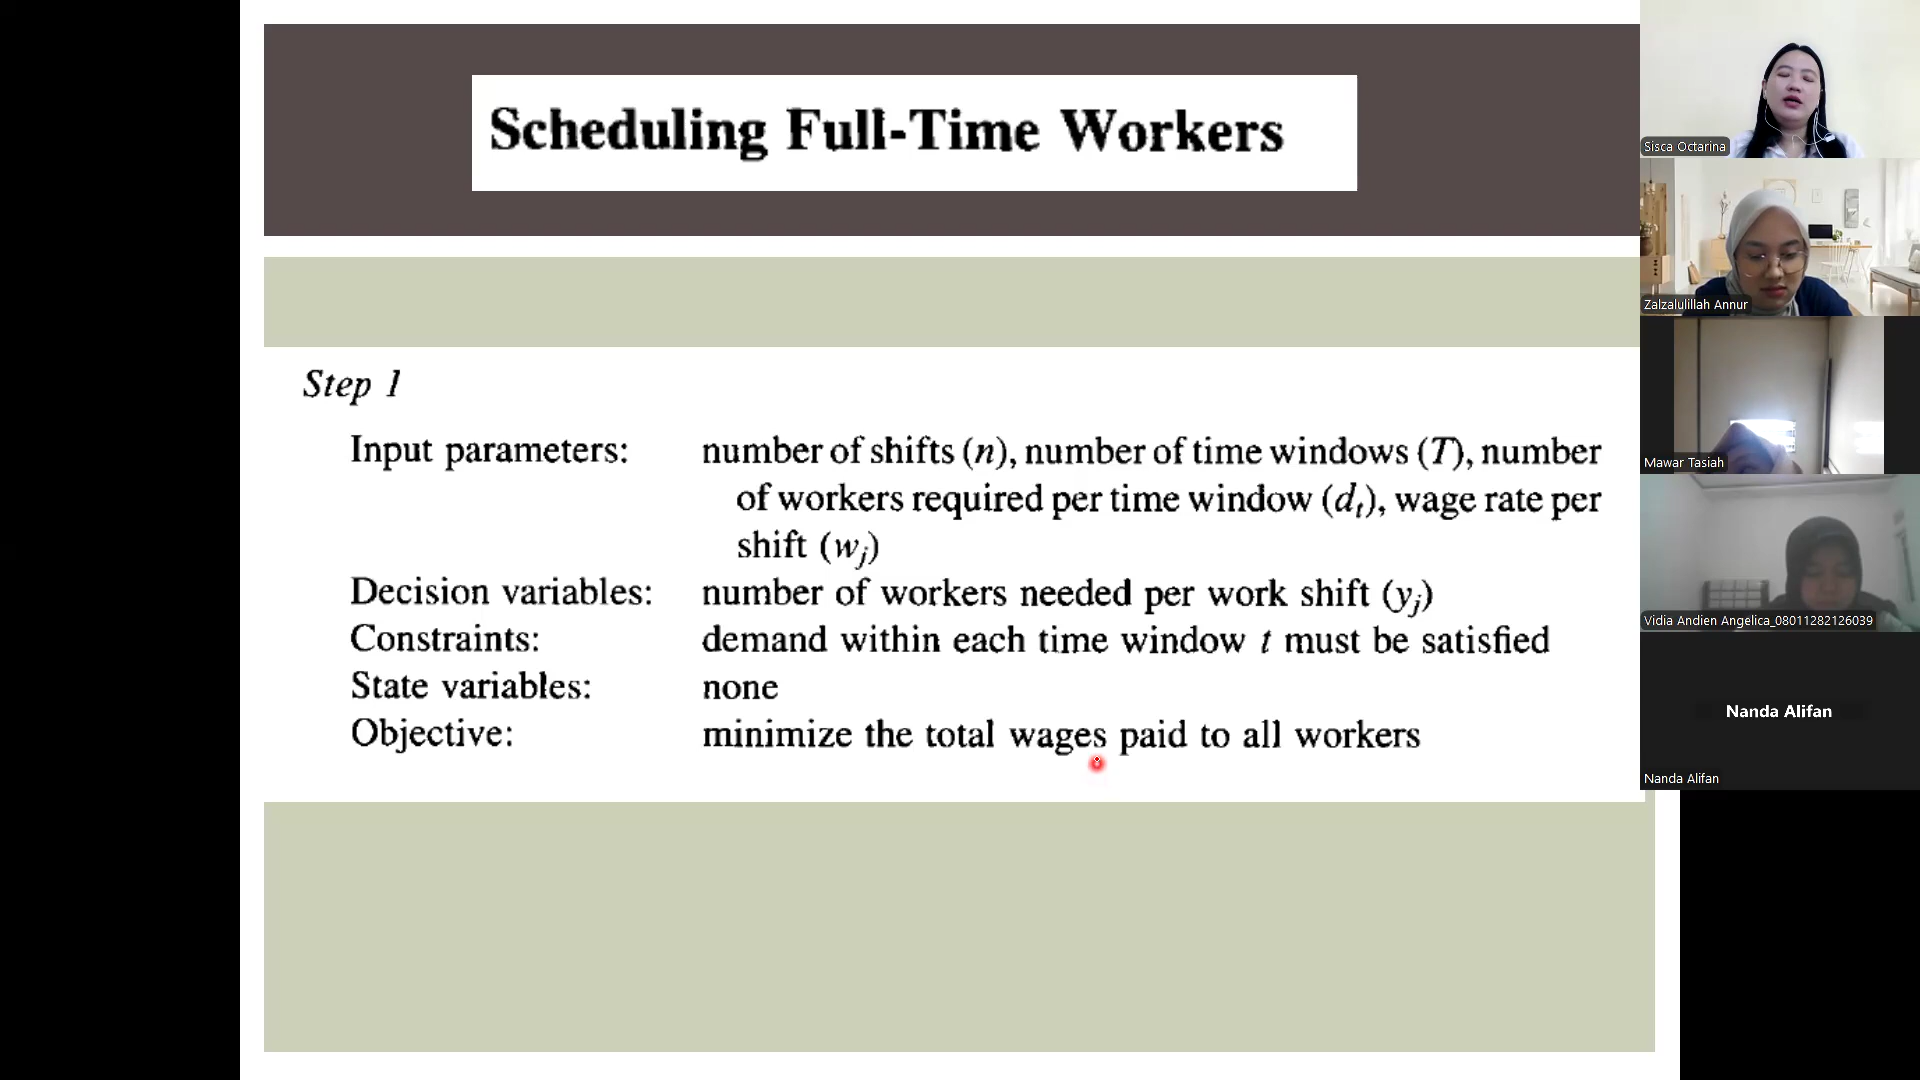 Scheduling Full-Time Workers
Step 1
Input parameters: number of shifts (n), number of time windows (T), number
of workers required per time window (dt), wage rate per
shift (wj)
Decision variables: number of workers needed per work shift (yj)
Constraints: demand within each time window t must be satisfied
State variables: none
Objective: minimize the total wages paid to all workers
Sisca Octarina
Zalzalulillah Annur
Mawar Tasiah
Vidia Andien Angelica_08011282126039
Nanda Alifan
Nanda Alifan